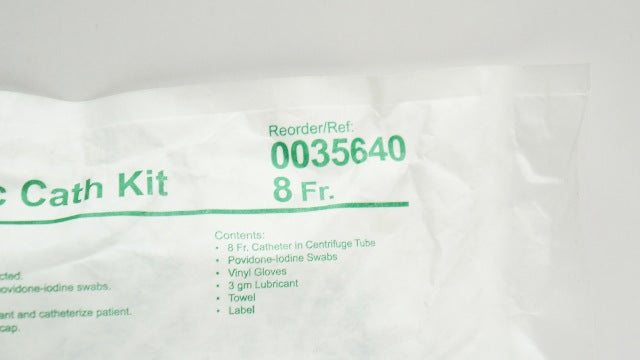 Reorder/Ref:
0035640
c Cath Kit
8 Fr.
Contents:
• 8 Fr. Catheter in Centrifuge Tube
• Povidone-Iodine Swabs
• Vinyl Gloves
• 3 gm Lubricant
• Towel
• Label
cted.
ovidone-iodine swabs.
ant and catheterize patient.
cap.